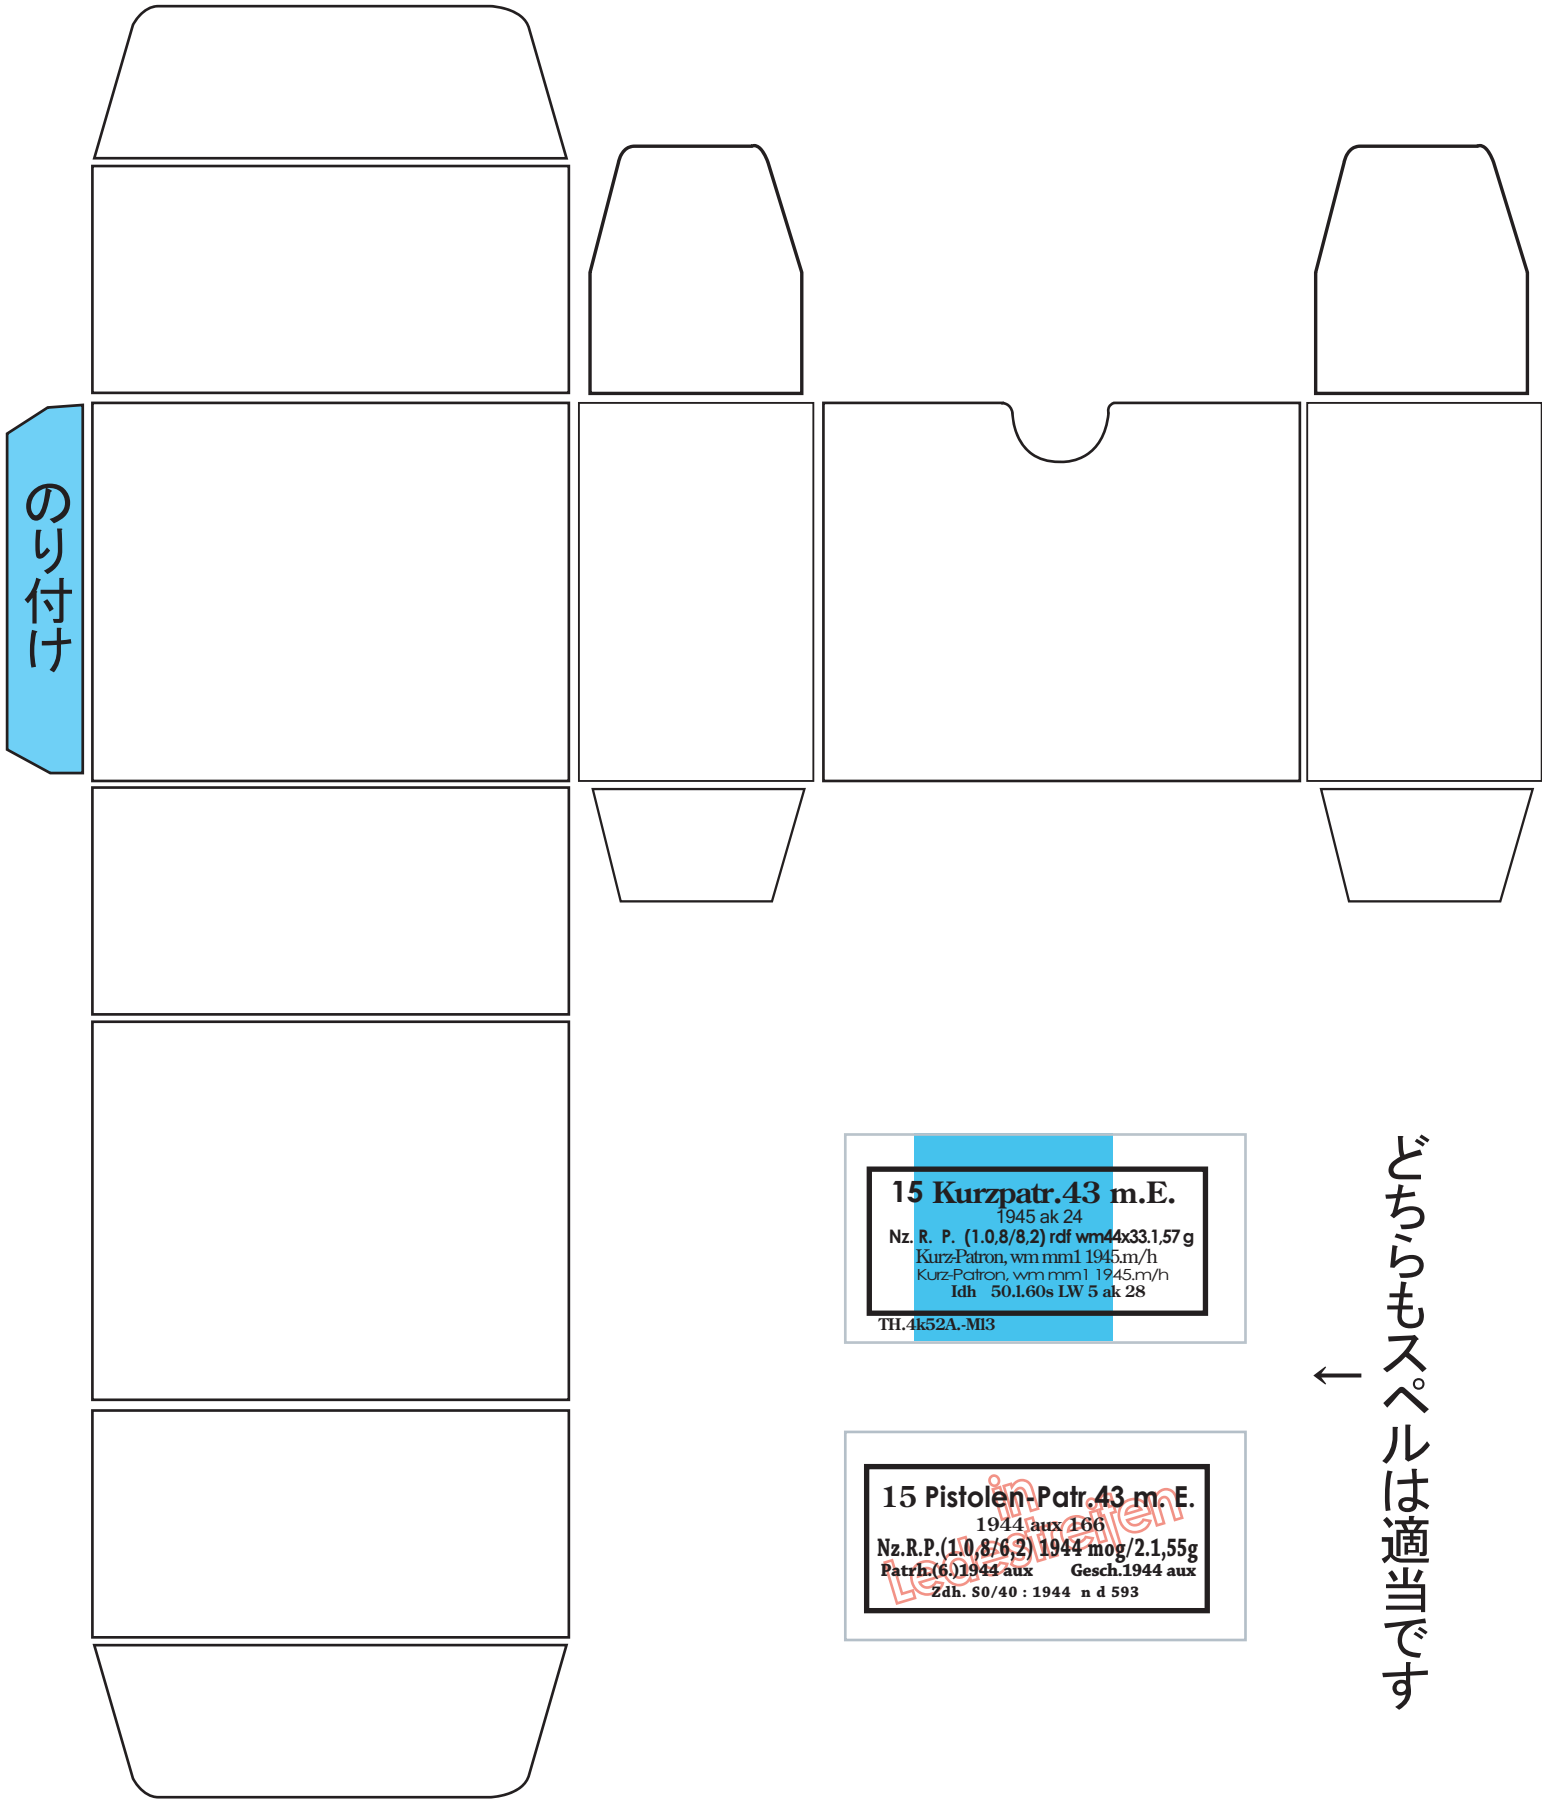 のり付け
15 Kurzpatr.43 m.E.
1945 ak 24
Nz. R. P. (1.0,8/8,2) rdf wm44x33.1,57 g
Kurz-Patron, wm mm1 1945.m/h
Kurz-Patron, wm mm1 1945.m/h
Idh 50.l.60s LW 5 ak 28
TH.4k52A.-Ml3
どちらもスペルは適当です
←
15 Pistolen-Patr.43 m. E.
1944 aux 166
Nz.R.P.(1.0,8/6,2) 1944 mog/2.1,55g
Patrh.(6.)1944 aux Gesch.1944 aux
Zdh. S0/40 : 1944 n d 593
in
Ledestreifen